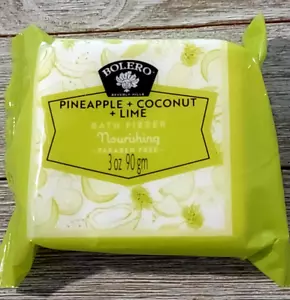 BOLERO
BEVERLY HILLS
PINEAPPLE + COCONUT
+ LIME
BATH FIZZER
Nourishing
PARABEN FREE
3 oz 90 gm